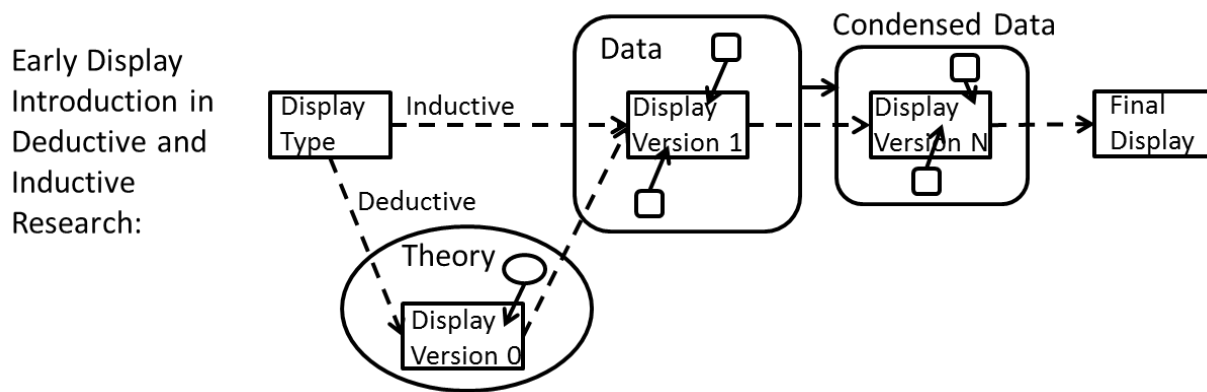 Early Display
Introduction in
Deductive and
Inductive
Research:
Display
Type
Inductive
Deductive
Theory
Display
Version 0
Data
Display
Version 1
Condensed Data
Display
Version N
Final
Display